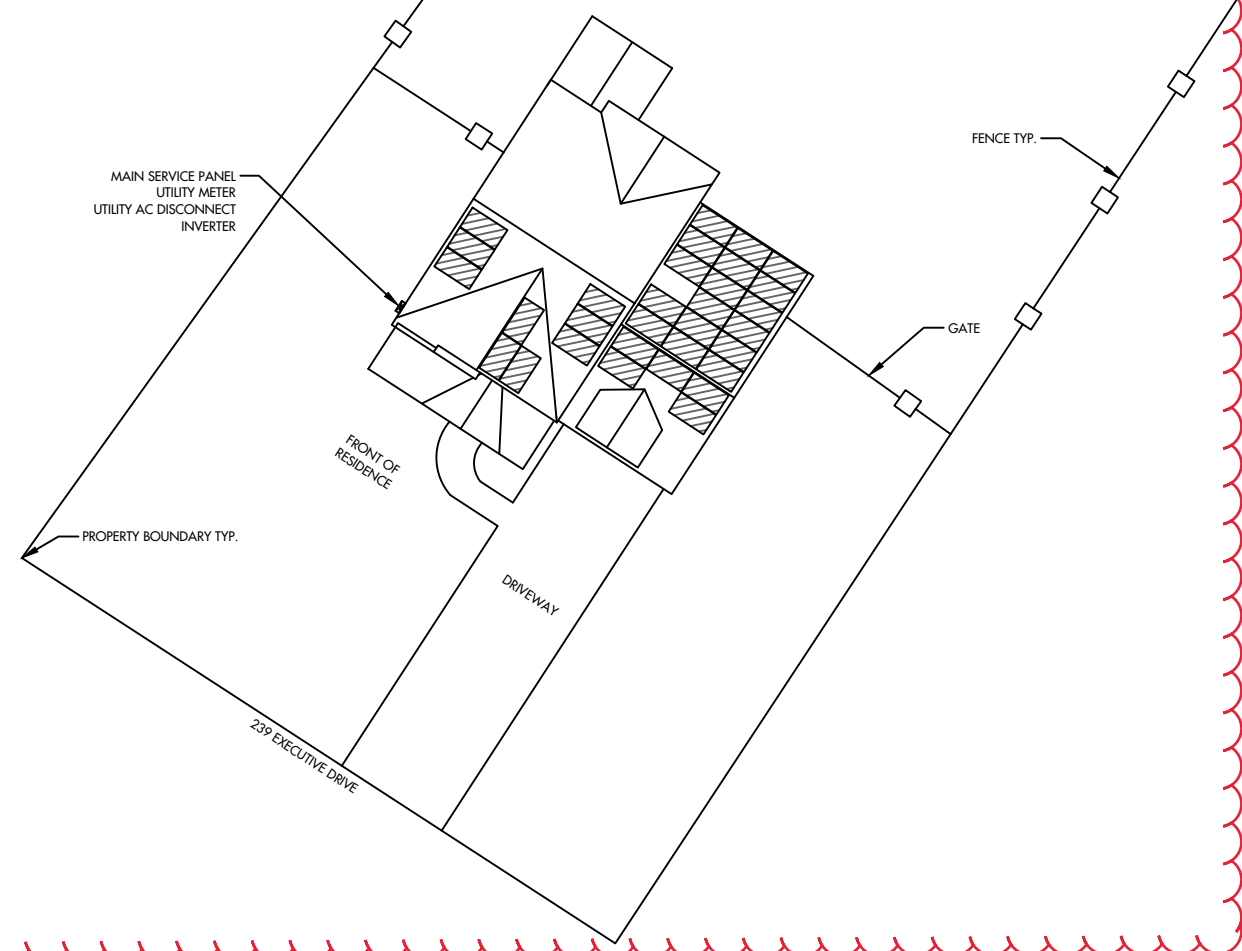 FENCE TYP.
MAIN SERVICE PANEL
UTILITY METER
UTILITY AC DISCONNECT
INVERTER
GATE
FRONT OF
RESIDENCE
PROPERTY BOUNDARY TYP.
DRIVEWAY
239 EXECUTIVE DRIVE